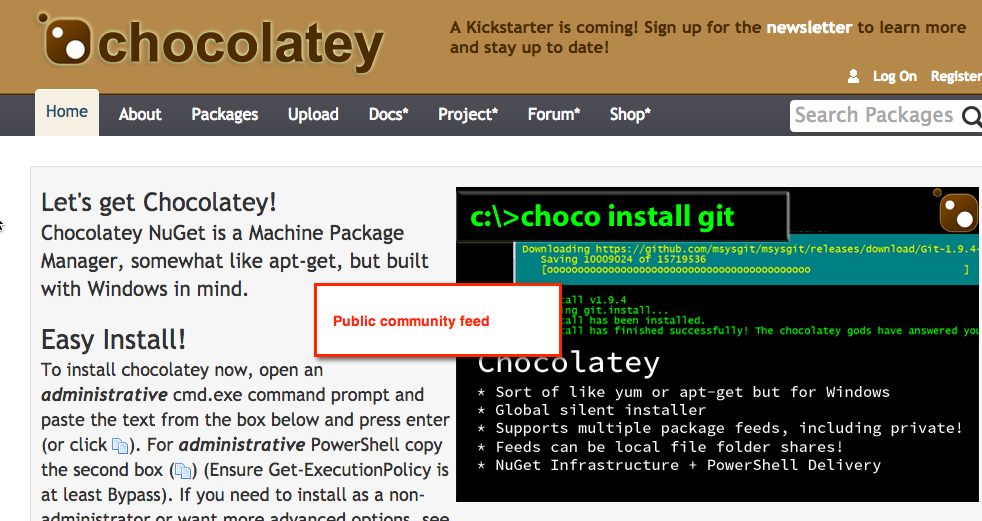 chocolatey
A Kickstarter is coming! Sign up for the newsletter to learn more
and stay up to date!
Log On Register
Home About Packages Upload Docs* Project* Forum* Shop*
Search Packages
Let's get Chocolatey!
Chocolatey NuGet is a Machine Package
Manager, somewhat like apt-get, but built
with Windows in mind.
Easy Install!
To install chocolatey now, open an
administrative cmd.exe command prompt and
paste the text from the box below and press enter
(or click ). For administrative PowerShell copy
the second box ( ) (Ensure Get-ExecutionPolicy is
at least Bypass). If you need to install as a non-
administrator or want more advanced options, see
c:\>choco install git
Downloading https://github.com/msysgit/msysgit/releases/download/Git-1.9.4-
Saving 10009024 of 15719536
[oooooooooooooooooooooooooooooooooooooooooooo ]
tall v1.9.4
ng git.install...
tall has been installed.
tall has finished successfully! The chocolatey gods have answered you
Public community feed
Chocolatey
* Sort of like yum or apt-get but for Windows
* Global silent installer
* Supports multiple package feeds, including private!
* Feeds can be local file folder shares!
* NuGet Infrastructure + PowerShell Delivery